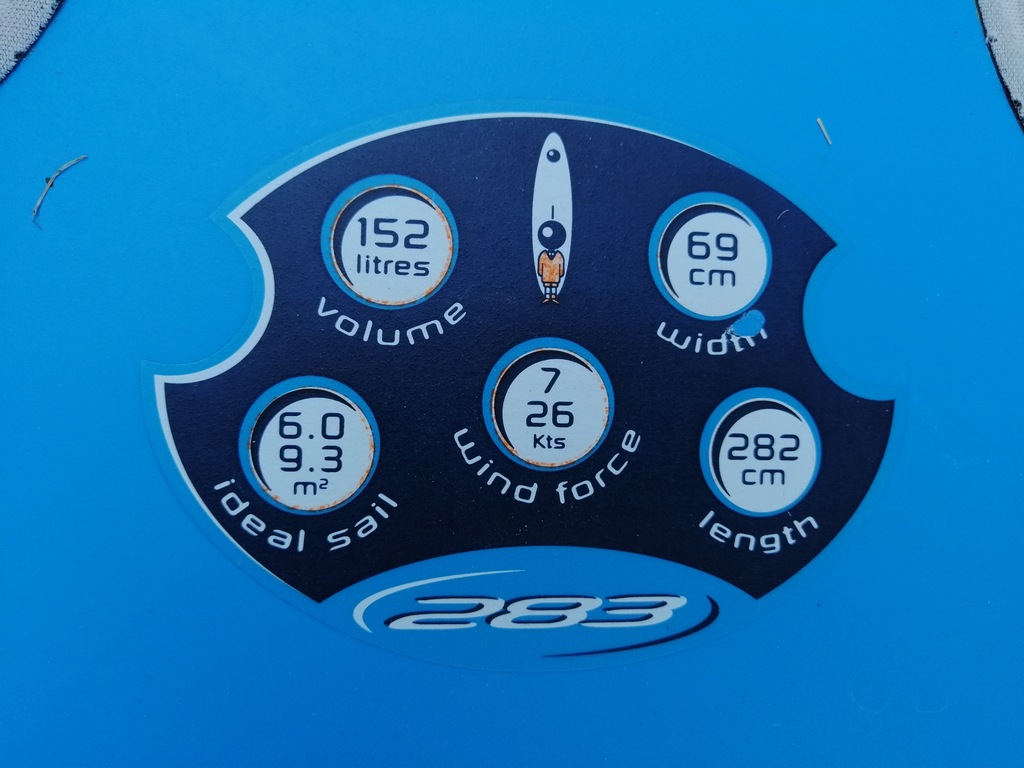 152
litres
volume
69
cm
width
6.0
9.3
m²
ideal sail
7
26
Kts
wind force
282
cm
length
283